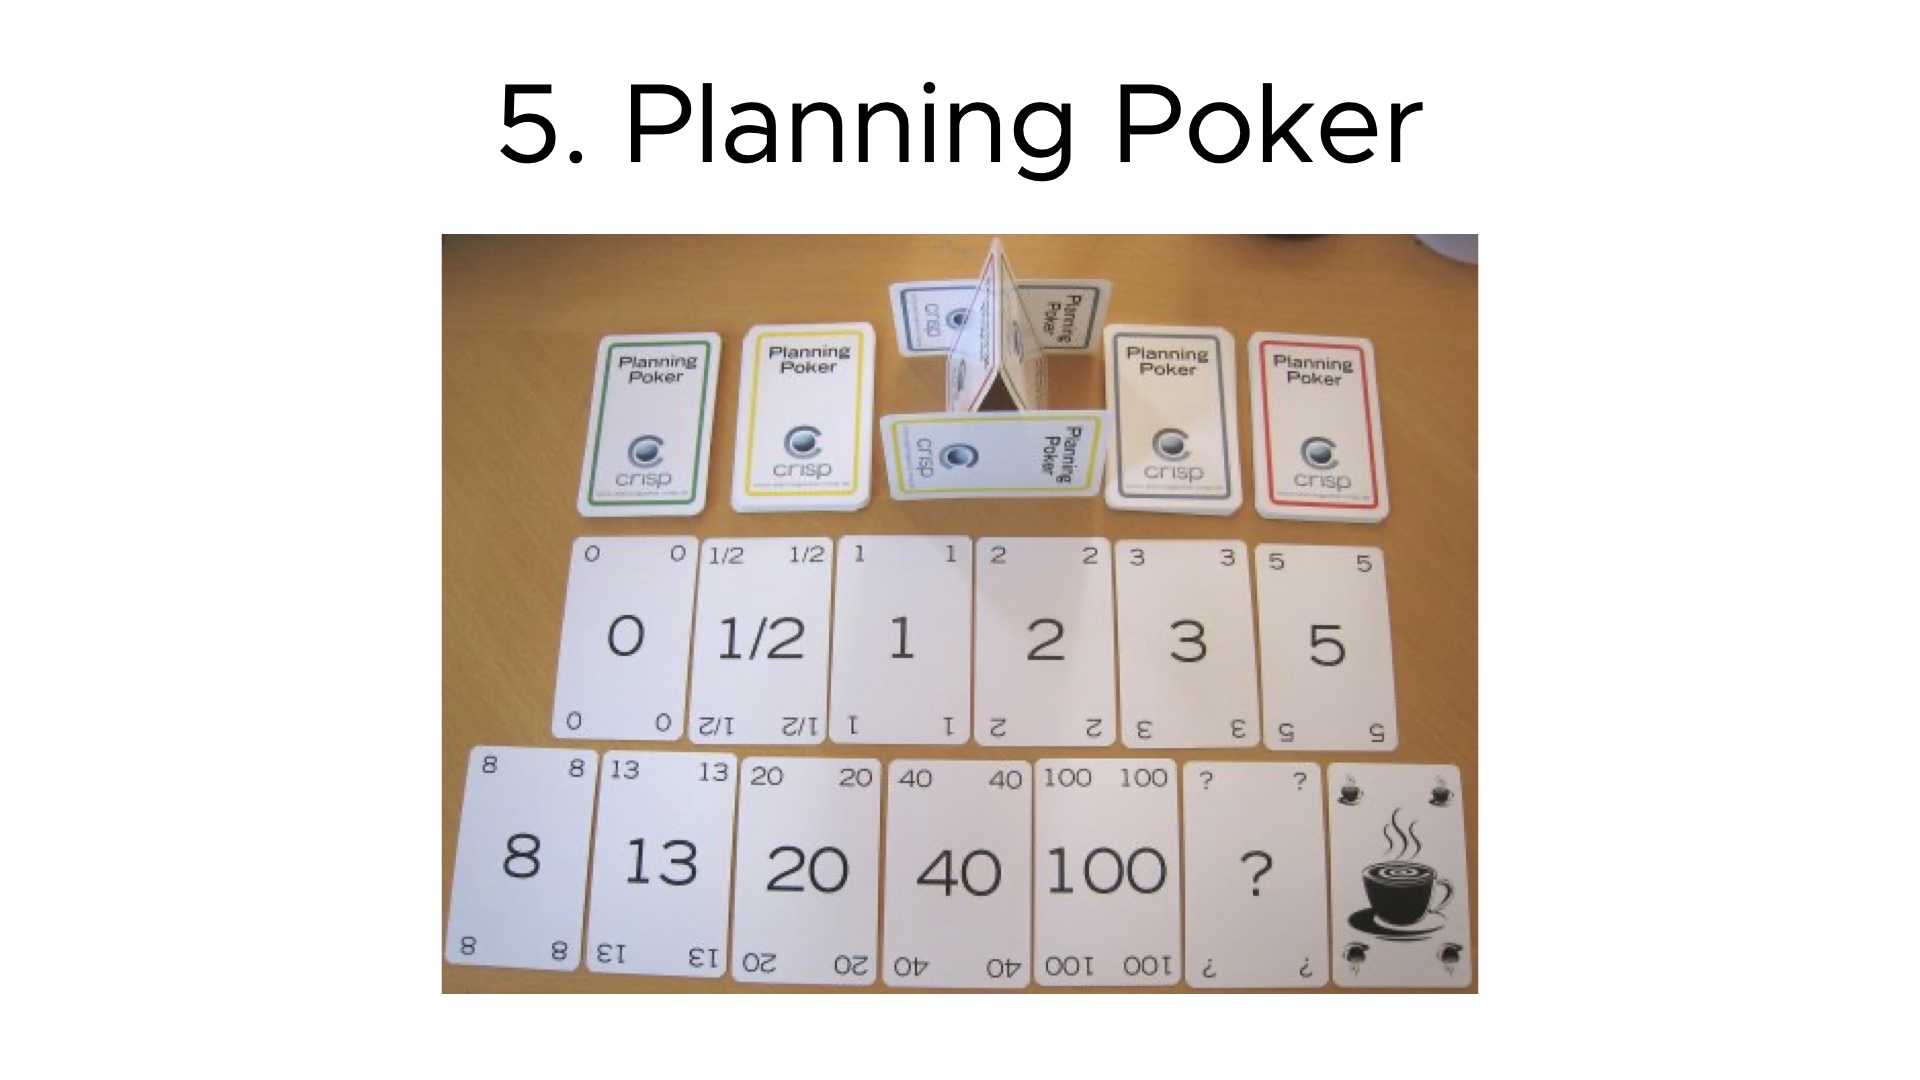 5. Planning Poker
Planning
Poker
crisp
Planning
Poker
crisp
crisp
Planning
Poker
Planning
Poker
crisp
Planning
Poker
crisp
Planning
Poker
crisp
0 0
0
0 0
1/2 1/2
1/2
1/2 1/2
1 1
1
1 1
2 2
2
2 2
3 3
3
3 3
5 5
5
5 5
8 8
8
8 8
13 13
13
13 13
20 20
20
20 20
40 40
40
40 40
100 100
100
100 100
? ?
?
? ?